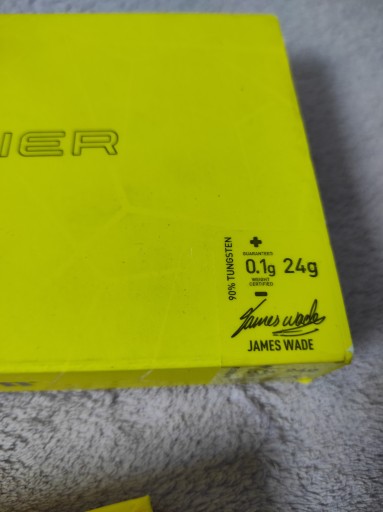 IER
90% TUNGSTEN
GUARANTEED
0.1g 24g
WEIGHT
CERTIFIED
James Wade
JAMES WADE